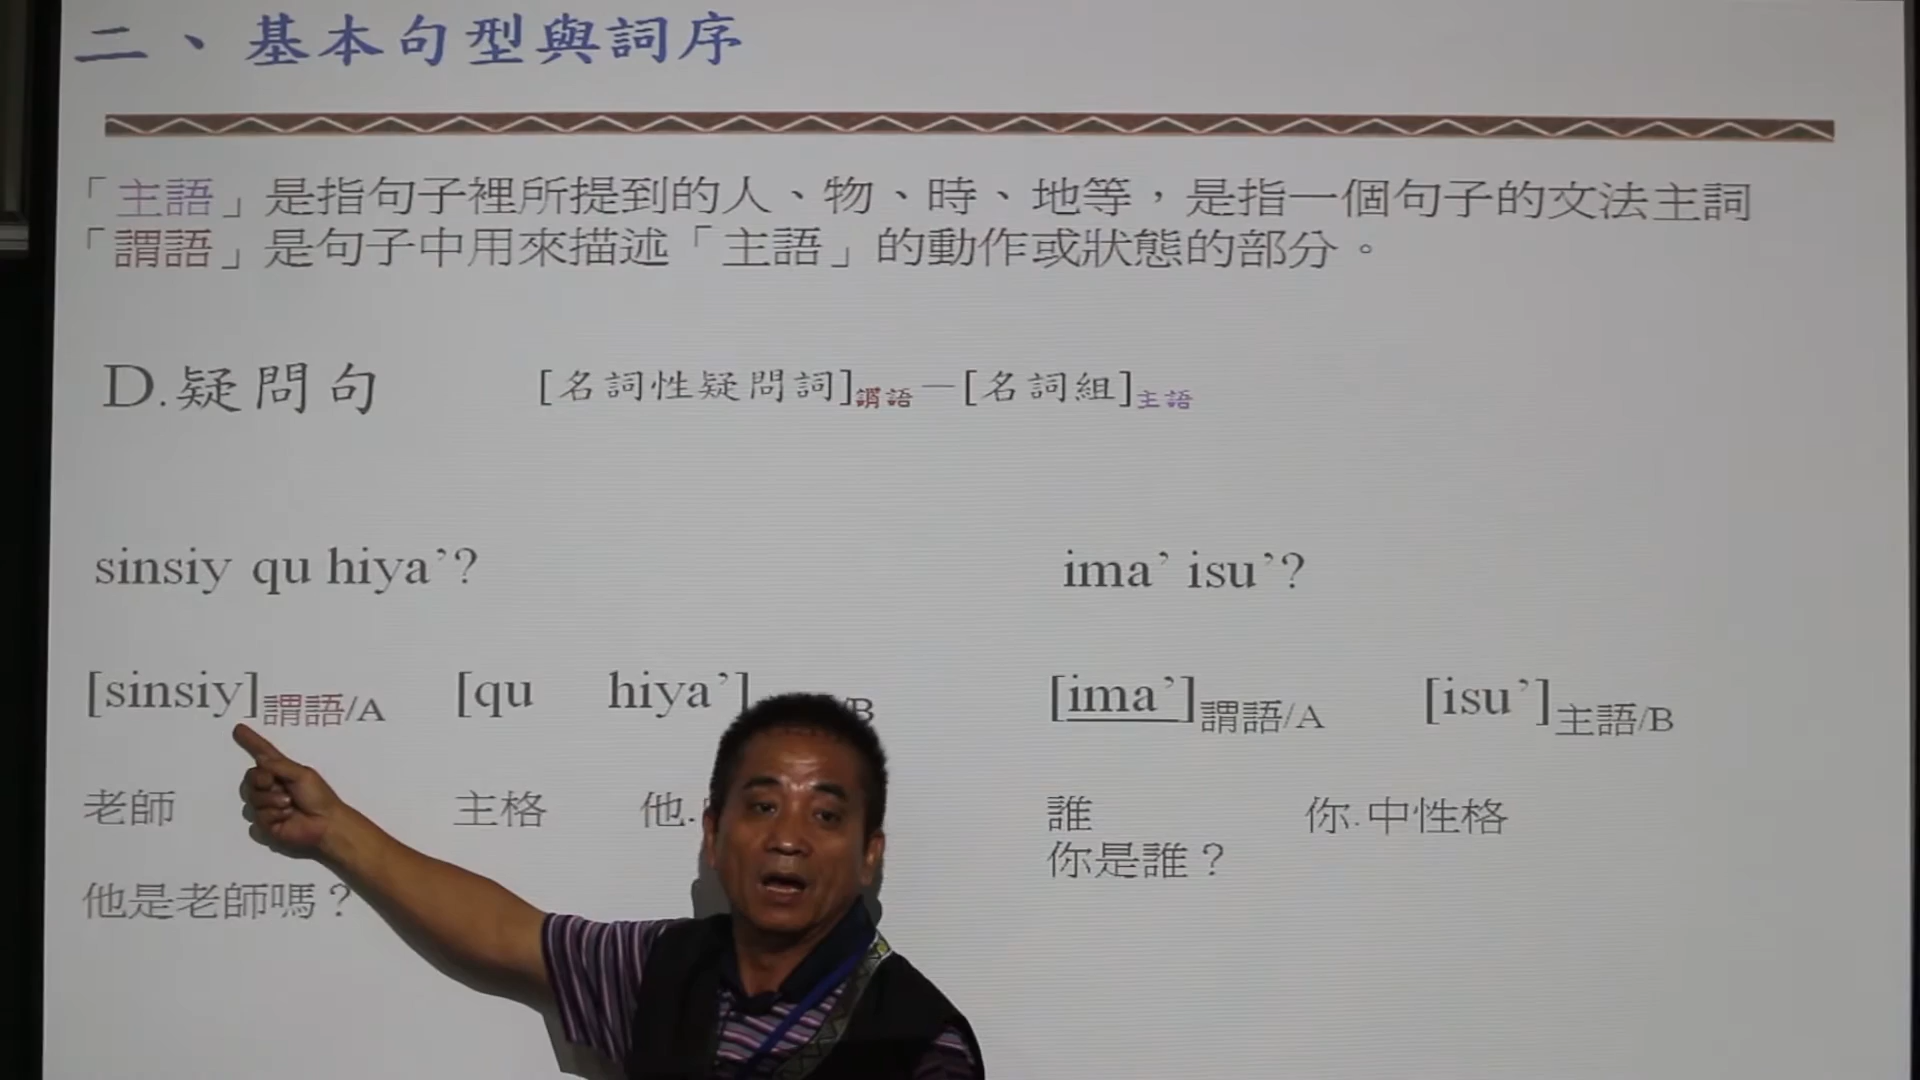 二、基本句型與詞序
「主語」是指句子裡所提到的人、物、時、地等，是指一個句子的文法主詞
「謂語」是句子中用來描述「主語」的動作或狀態的部分。
D.疑問句 [名詞性疑問詞]謂語－[名詞組]主語
sinsiy qu hiya’? ima’ isu’?
[sinsiy]謂語/A [qu hiya’] /B [ima’]謂語/A [isu’]主語/B
老師 主格 他. 誰 你.中性格
你是誰？
他是老師嗎？